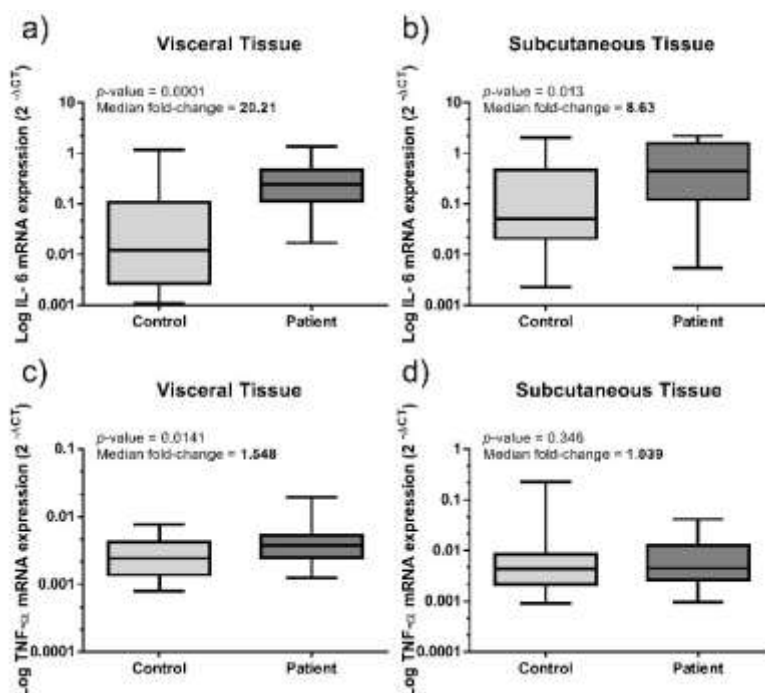 a)
Visceral Tissue
p-value = 0.0001
Median fold-change = 20.21
Log IL- 6 mRNA expression (2 -ΔCT)
10
1
0.1
0.01
0.001
Control
Patient
b)
Subcutaneous Tissue
p-value = 0.013
Median fold-change = 8.63
Log IL- 6 mRNA expression (2 -ΔCT)
10
1
0.1
0.01
0.001
Control
Patient
c)
Visceral Tissue
p-value = 0.0141
Median fold-change = 1.548
Log TNF-α mRNA expression (2 -ΔCT)
0.1
0.01
0.001
0.0001
Control
Patient
d)
Subcutaneous Tissue
p-value = 0.346
Median fold-change = 1.039
Log TNF-α mRNA expression (2 -ΔCT)
1
0.1
0.01
0.001
0.0001
Control
Patient